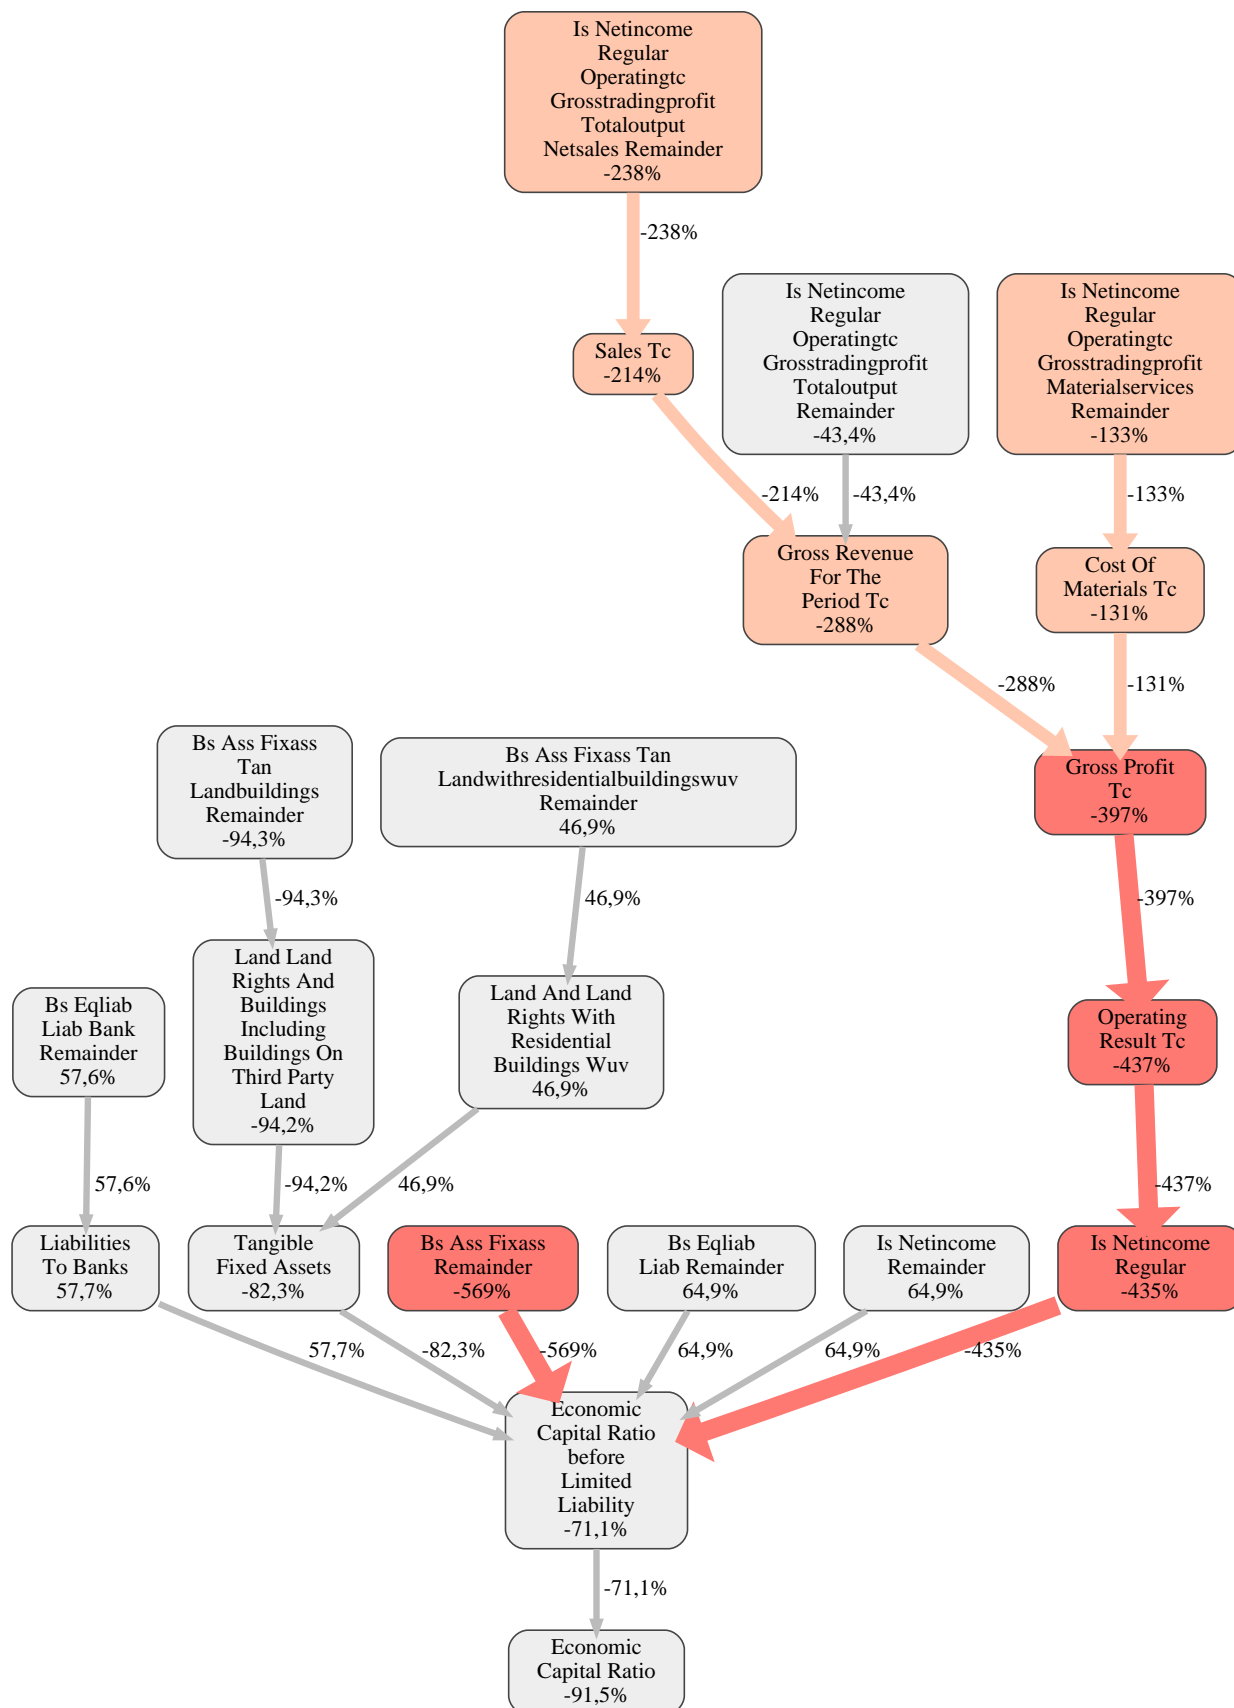 Is Netincome
Regular
Operatingtc
Grosstradingprofit
Totaloutput
Netsales Remainder
-238%
-238%
Is Netincome
Regular
Operatingtc
Grosstradingprofit
Totaloutput
Remainder
-43,4%
Is Netincome
Regular
Operatingtc
Grosstradingprofit
Materialservices
Remainder
-133%
Sales Tc
-214%
-214%
-43,4%
-133%
Gross Revenue
For The
Period Tc
-288%
Cost Of
Materials Tc
-131%
-288%
-131%
Bs Ass Fixass
Tan
Landbuildings
Remainder
-94,3%
Bs Ass Fixass Tan
Landwithresidentialbuildingswuv
Remainder
46,9%
Gross Profit
Tc
-397%
-94,3%
46,9%
-397%
Bs Eqliab
Liab Bank
Remainder
57,6%
Land Land
Rights And
Buildings
Including
Buildings On
Third Party
Land
-94,2%
Land And Land
Rights With
Residential
Buildings Wuv
46,9%
Operating
Result Tc
-437%
57,6%
-94,2%
46,9%
-437%
Liabilities
To Banks
57,7%
Tangible
Fixed Assets
-82,3%
Bs Ass Fixass
Remainder
-569%
Bs Eqliab
Liab Remainder
64,9%
Is Netincome
Remainder
64,9%
Is Netincome
Regular
-435%
57,7%
-82,3%
-569%
64,9%
64,9%
-435%
Economic
Capital Ratio
before
Limited
Liability
-71,1%
-71,1%
Economic
Capital Ratio
-91,5%